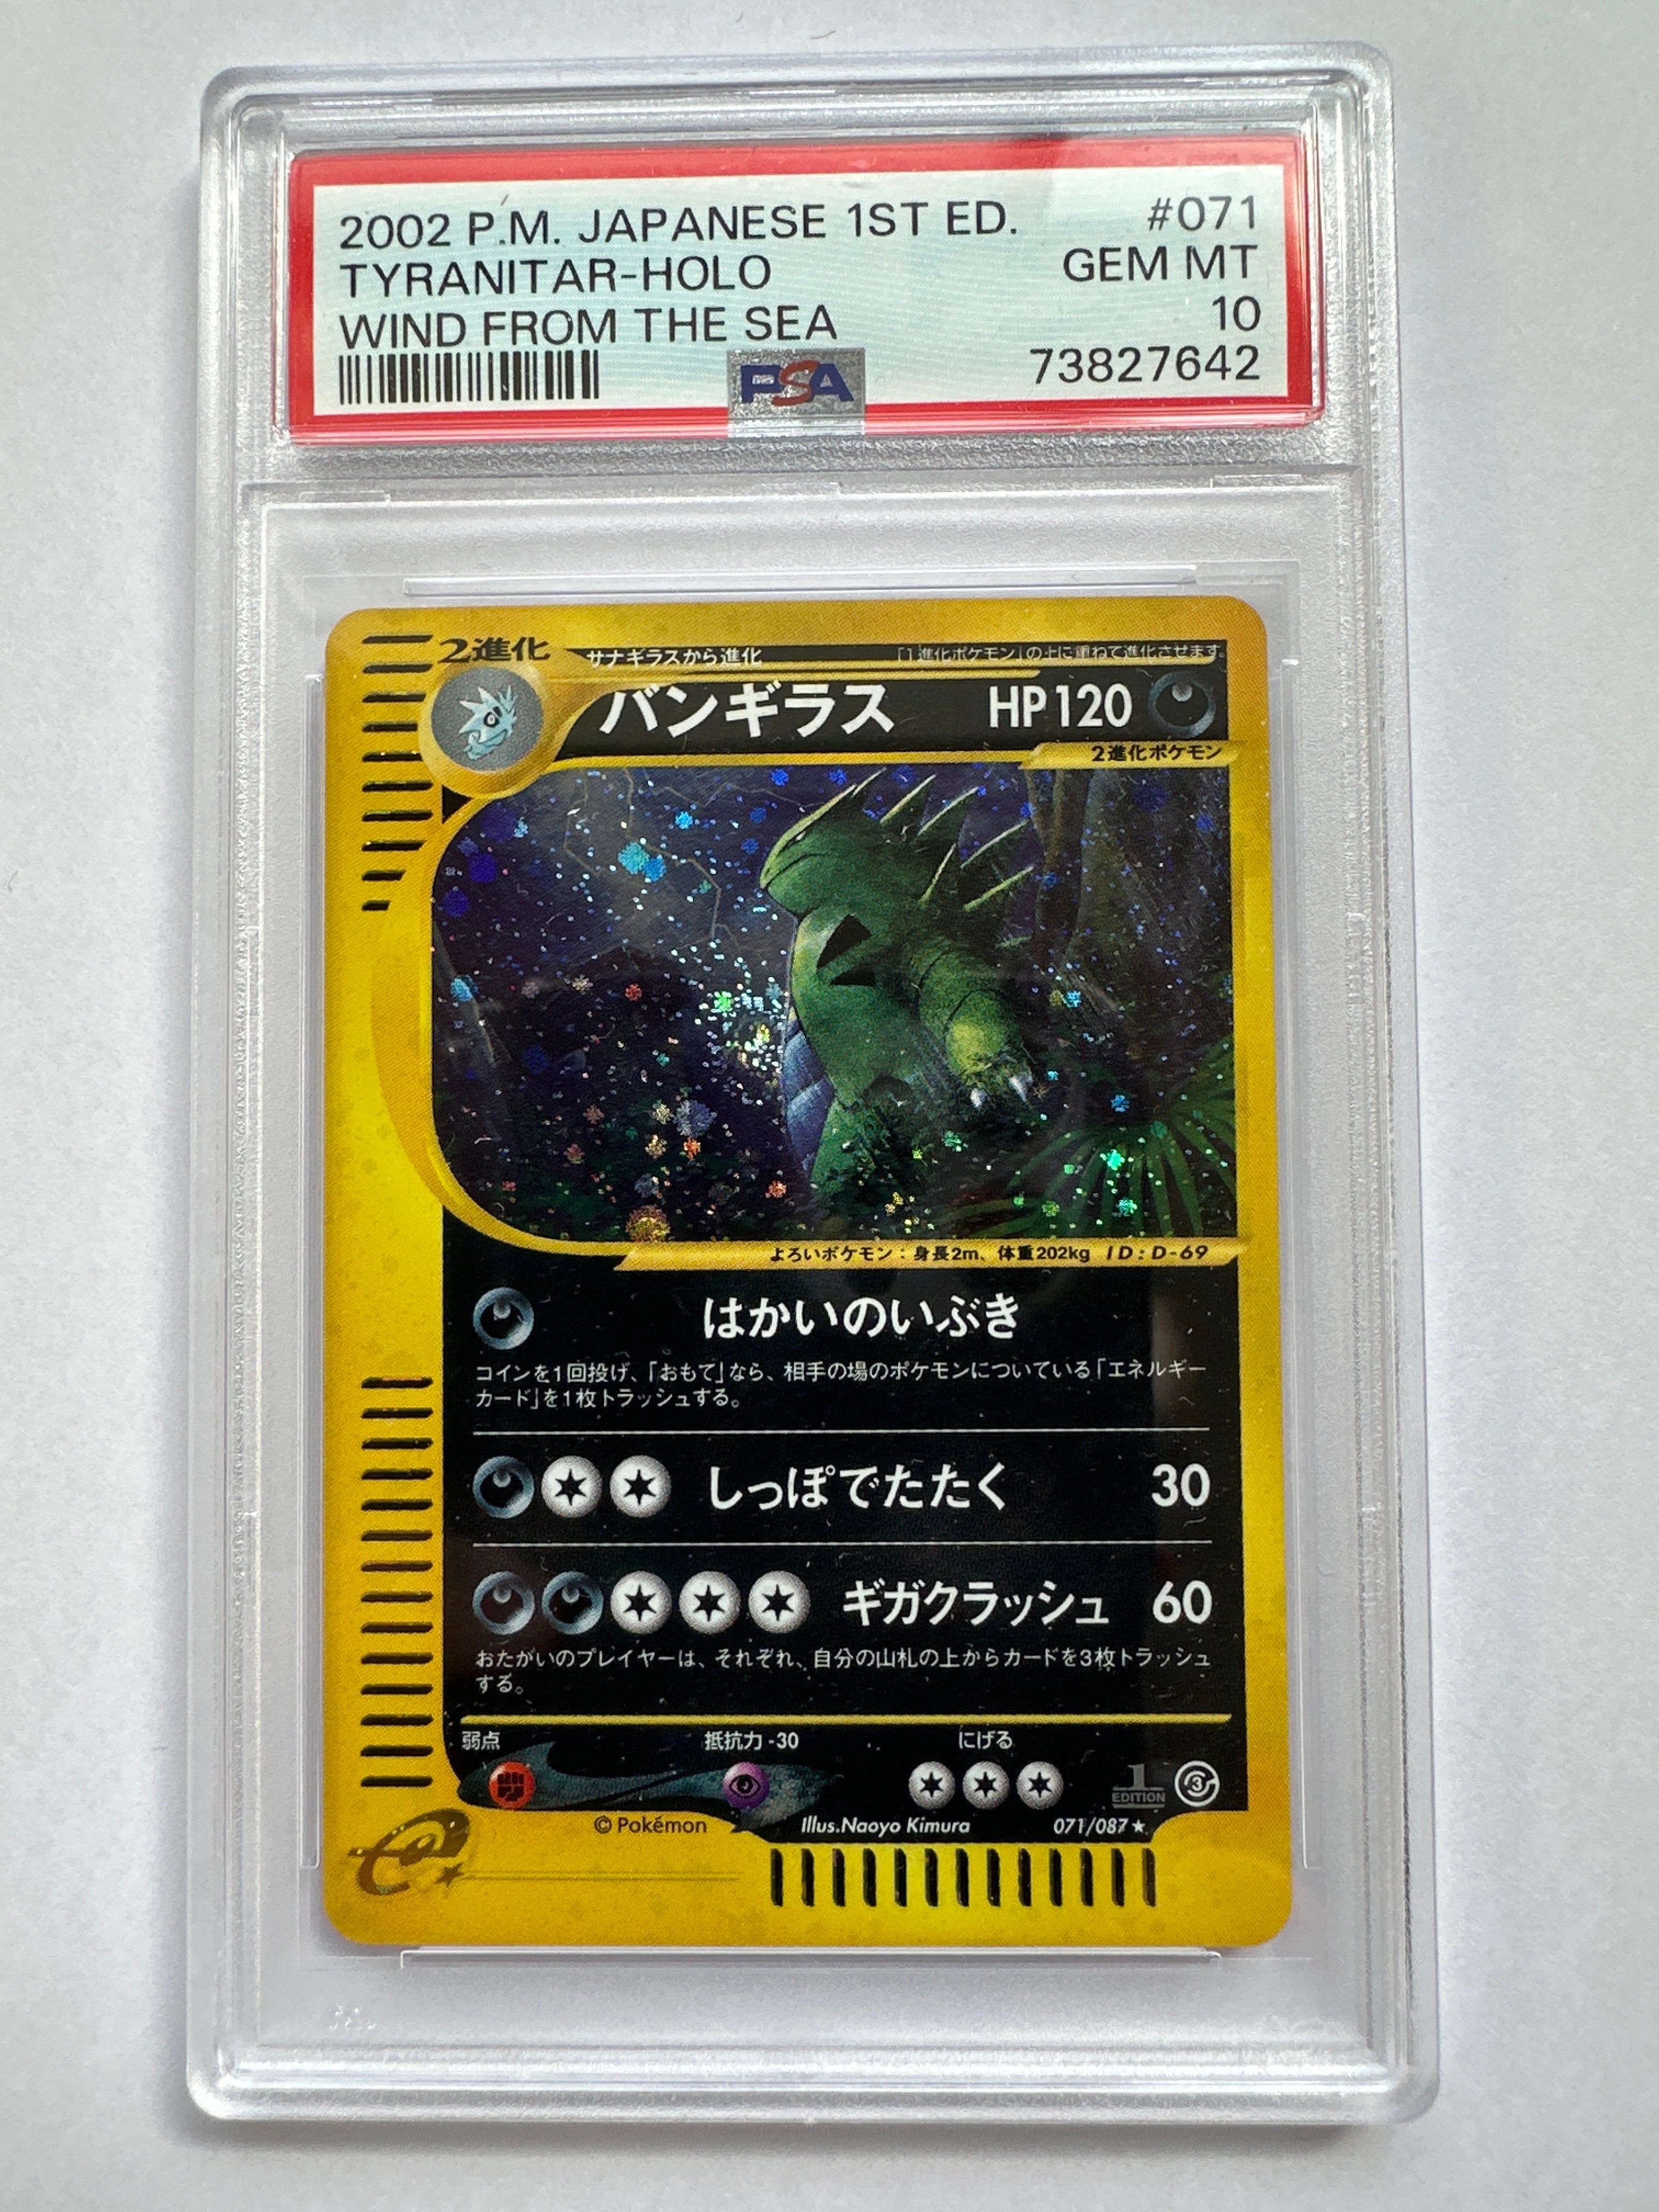 2002 P.M. JAPANESE 1ST ED. #071
TYRANITAR-HOLO GEM MT
WIND FROM THE SEA 10
PSA 73827642
2進化 サナギラスから進化 「1進化ポケモン」の上に重ねて進化させます。
バンギラス HP120
2進化ポケモン
よろいポケモン：身長2m、体重202kg ID:D-69
はかいのいぶき
コインを1回投げ、「おもて」なら、相手の場のポケモンについている「エネルギー
カード」を1枚トラッシュする。
しっぽでたたく 30
ギガクラッシュ 60
おたがいのプレイヤーは、それぞれ、自分の山札の上からカードを3枚トラッシュ
する。
弱点 抵抗力-30 にげる
1 EDITION 3
©Pokémon Illus.Naoyo Kimura 071/087★
e